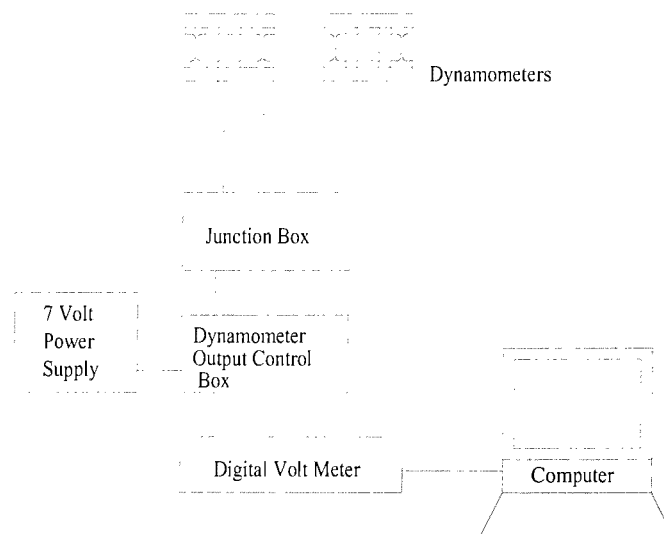 Dynamometers
Junction Box
7 Volt
Power
Supply
Dynamometer
Output Control
Box
Digital Volt Meter
Computer